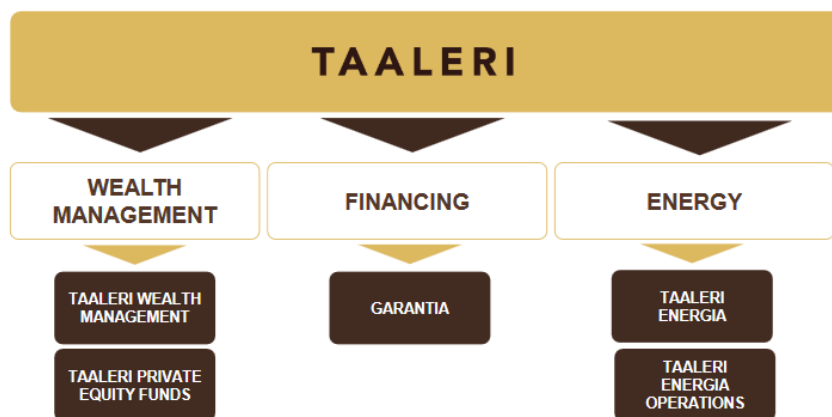 TAALERI
WEALTH
MANAGEMENT
FINANCING
ENERGY
TAALERI WEALTH
MANAGEMENT
TAALERI PRIVATE
EQUITY FUNDS
GARANTIA
TAALERI
ENERGIA
TAALERI
ENERGIA
OPERATIONS